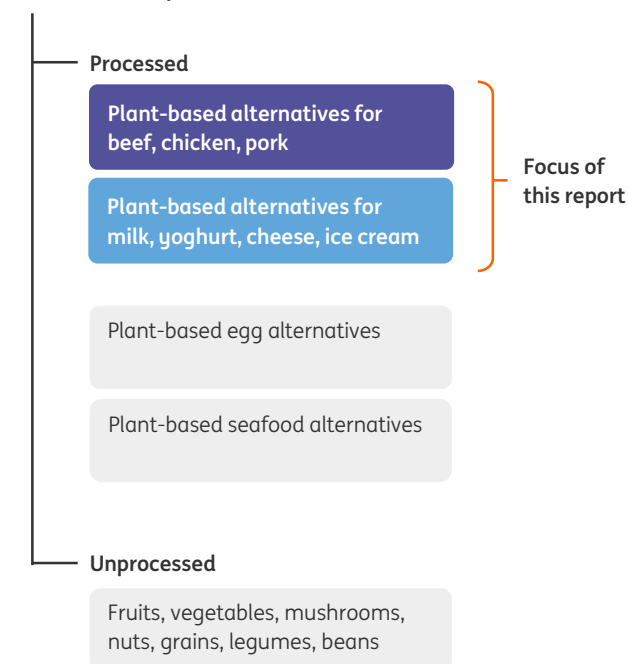 Processed
Plant-based alternatives for
beef, chicken, pork
Plant-based alternatives for
milk, yoghurt, cheese, ice cream
Focus of
this report
Plant-based egg alternatives
Plant-based seafood alternatives
Unprocessed
Fruits, vegetables, mushrooms,
nuts, grains, legumes, beans